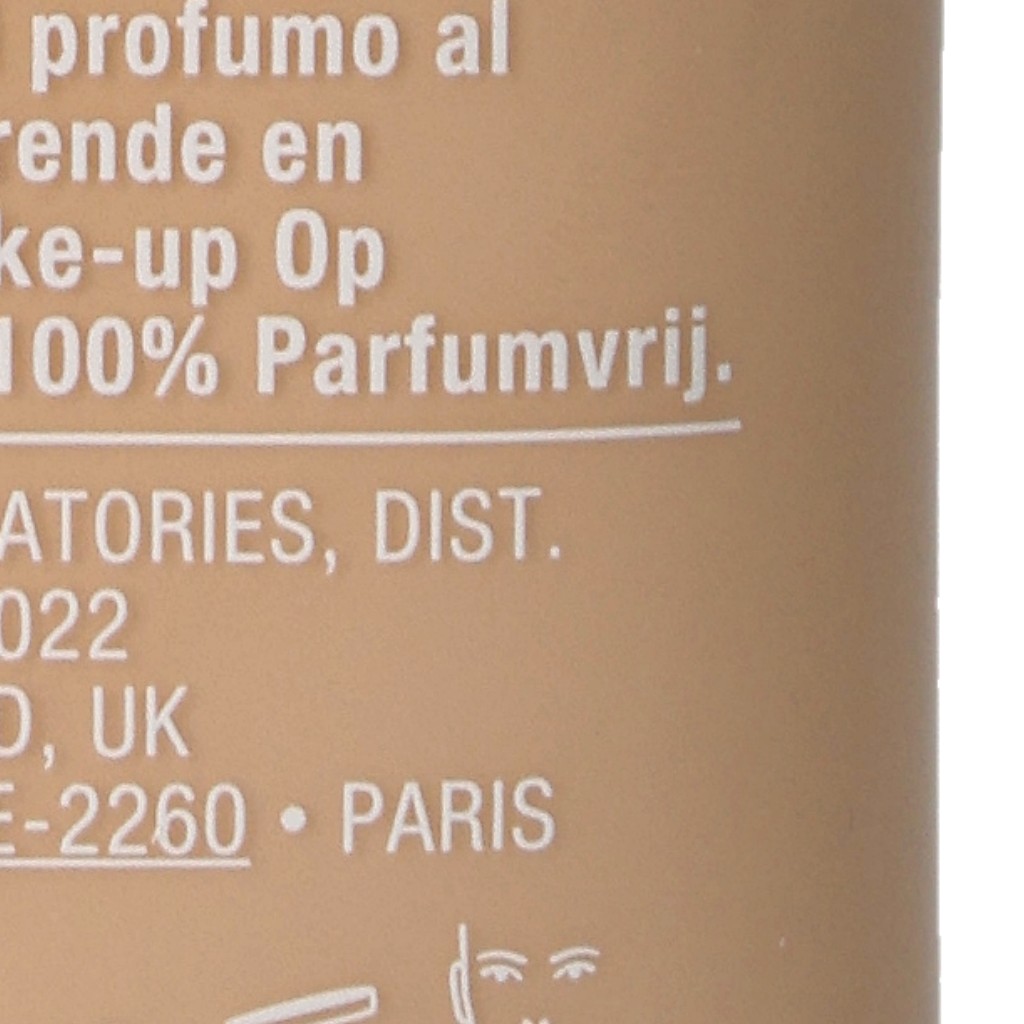 profumo al
rende en
ke-up Op
100% Parfumvrij.
ATORIES, DIST.
022
D, UK
E-2260 • PARIS